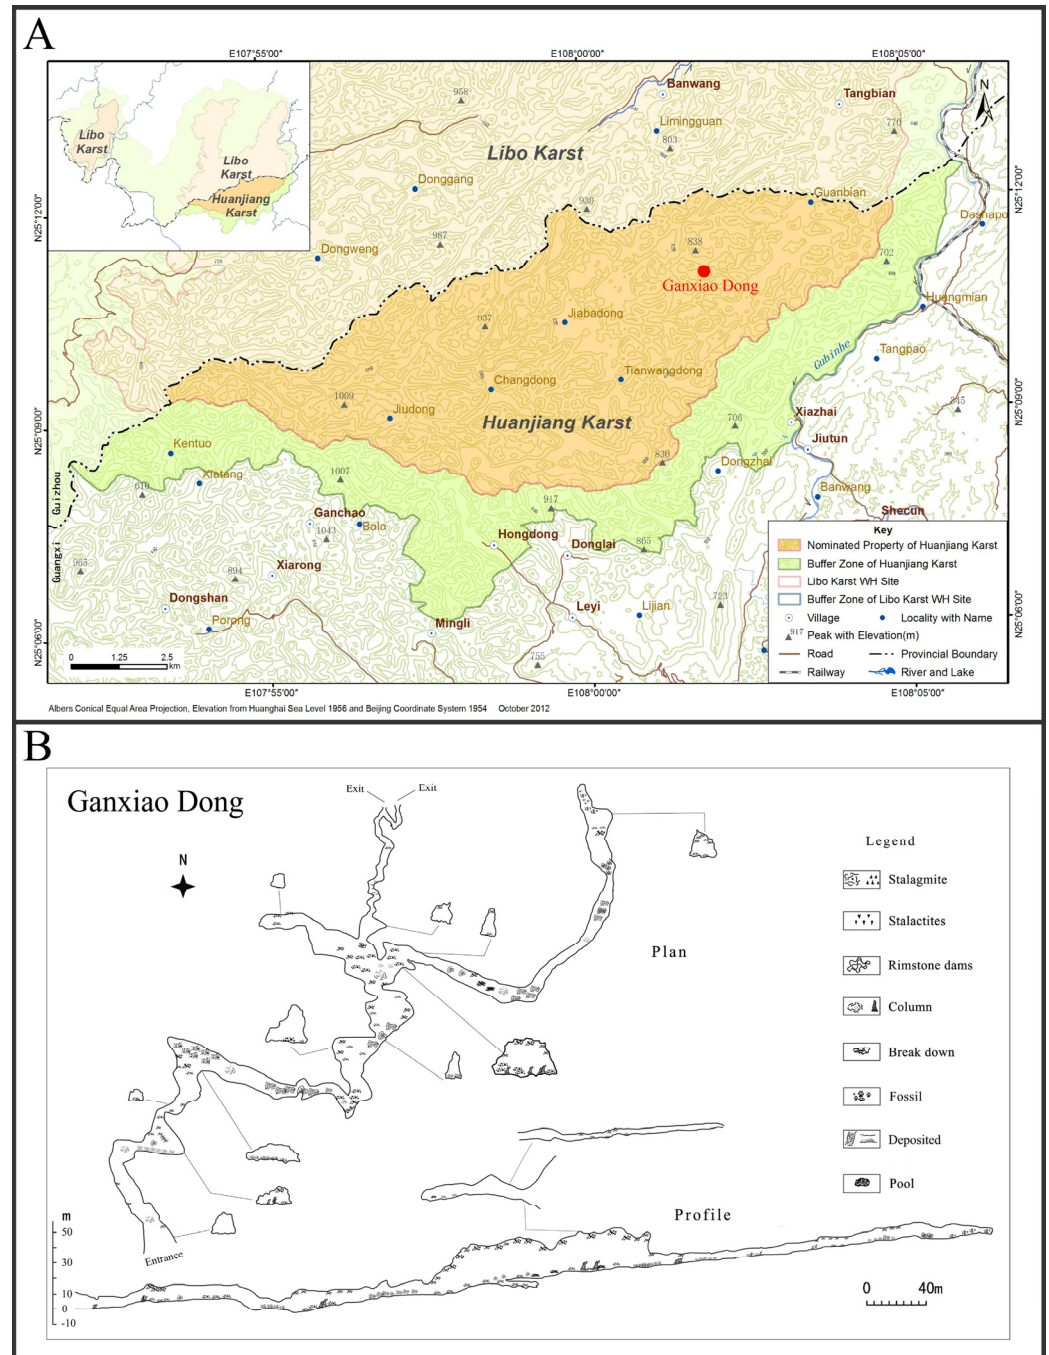 A
E107°55'00"
E108°00'00"
E108°05'00"
Libo
Karst
Libo
Karst
Huanjiang
Karst
N
958
Banwang
Tangbian
Limingguan
803
770
Libo Karst
Donggang
Guanbian
N25°12'00"
N25°12'00"
930
987
Dongweng
838
702
Ganxiao Dong
Huangmian
937
Jiabadong
Gubinhe
Tangpao
Tianwangdong
Changdong
1009
Jiudong
Huanjiang Karst
706
Xiazhai
845
N25°09'00"
N25°09'00"
Jiutun
Kentuo
836
Dongzhai
1007
Banwang
610
917
Ganchao
Shecun
Guangxi Guizhou
1043
Hongdong
Donglai
865
985
894
Xiarong
Dongshan
Leyi
Lijian
723
Porong
Mingli
N25°06'00"
N25°06'00"
755
Key
Nominated Property of Huanjiang Karst
Buffer Zone of Huanjiang Karst
Libo Karst WH Site
Buffer Zone of Libo Karst WH Site
Village
Locality with Name
917 Peak with Elevation(m)
Road
Provincial Boundary
Railway
River and Lake
0 1.25 2.5
km
E107°55'00"
E108°00'00"
E108°05'00"
Albers Conical Equal Area Projection, Elevation from Huanghai Sea Level 1956 and Beijing Coordinate System 1954 October 2012
B
Ganxiao Dong
Exit
Exit
N
Plan
Legend
Stalagmite
Stalactites
Rimstone dams
Column
Break down
Fossil
Deposited
Pool
Entrance
Profile
m
50
30
10
0
-10
0 40m